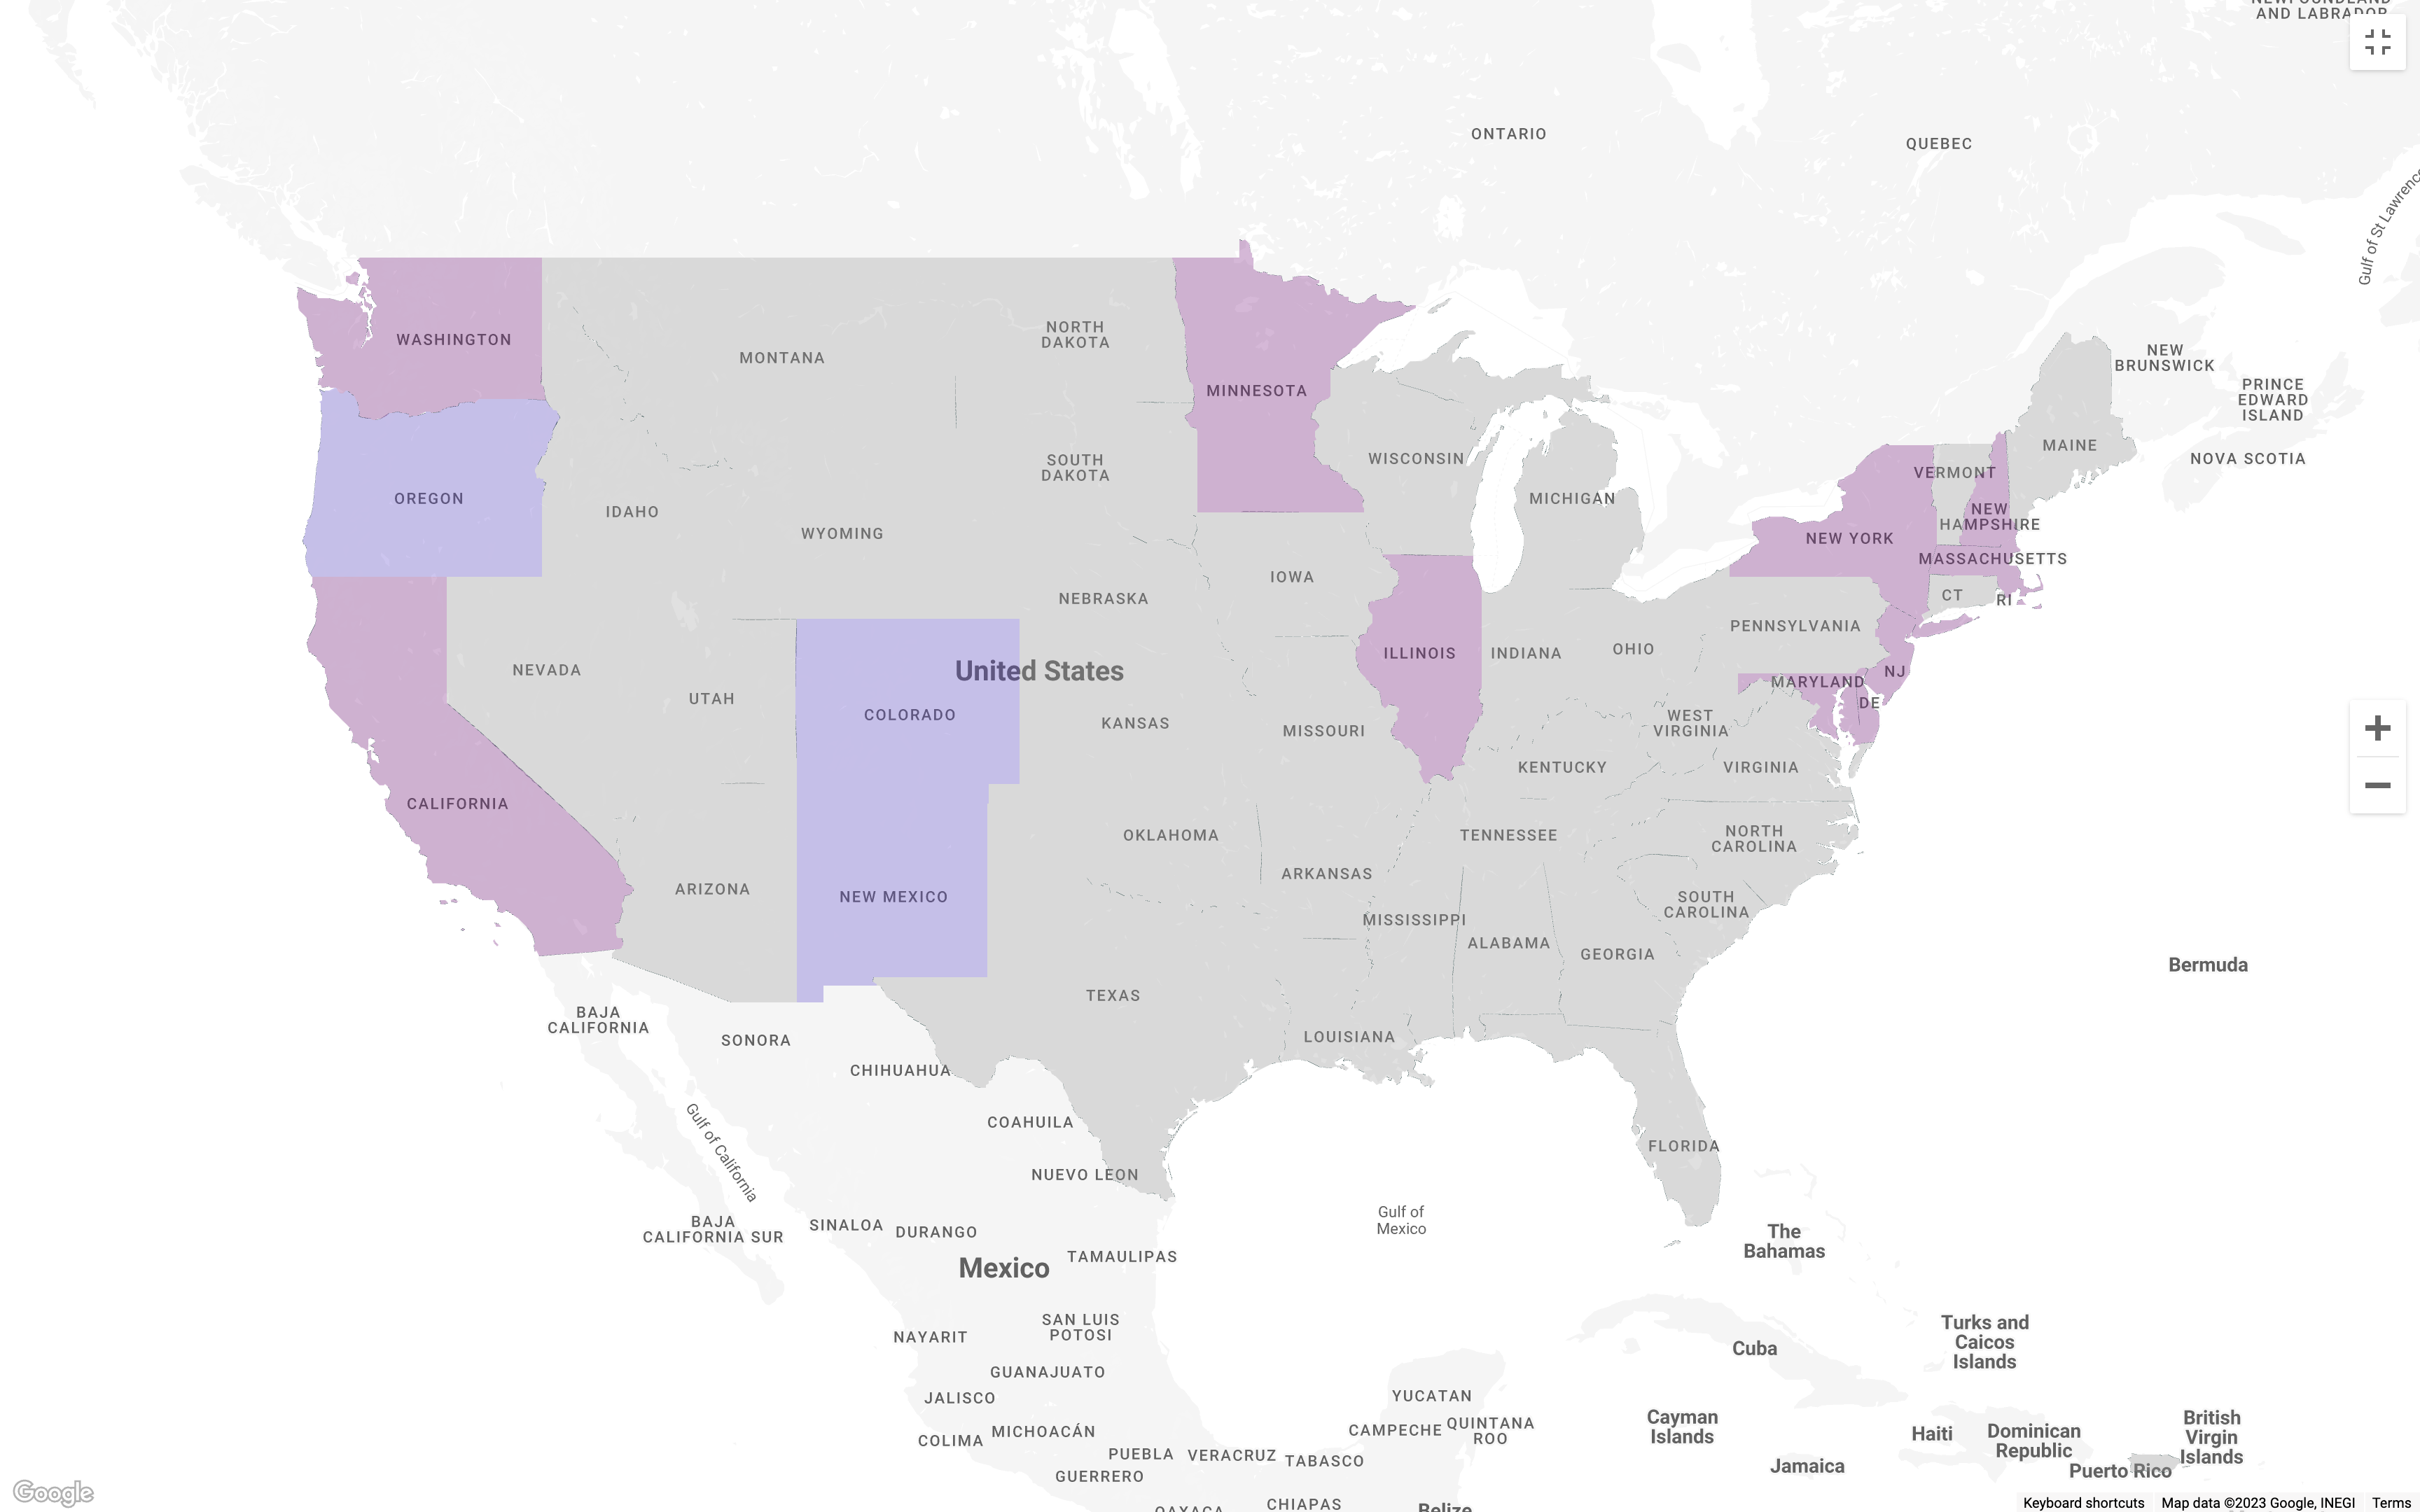 NEWFOUNDLAND
AND LABRADOR
ONTARIO
QUEBEC
Gulf of St Lawrence
WASHINGTON
MONTANA
NORTH
DAKOTA
MINNESOTA
NEW
BRUNSWICK
PRINCE
EDWARD
ISLAND
MAINE
NOVA SCOTIA
OREGON
IDAHO
WYOMING
SOUTH
DAKOTA
WISCONSIN
MICHIGAN
VERMONT
NEW
HAMPSHIRE
NEW YORK
MASSACHUSETTS
CT
RI
IOWA
NEBRASKA
PENNSYLVANIA
ILLINOIS
INDIANA
OHIO
NJ
MARYLAND
DE
NEVADA
UTAH
United States
COLORADO
KANSAS
MISSOURI
WEST
VIRGINIA
KENTUCKY
VIRGINIA
CALIFORNIA
OKLAHOMA
TENNESSEE
NORTH
CAROLINA
ARKANSAS
ARIZONA
NEW MEXICO
SOUTH
CAROLINA
MISSISSIPPI
ALABAMA
GEORGIA
Bermuda
TEXAS
LOUISIANA
BAJA
CALIFORNIA
SONORA
CHIHUAHUA
COAHUILA
Gulf of California
NUEVO LEON
FLORIDA
BAJA
CALIFORNIA SUR
SINALOA
DURANGO
Gulf of
Mexico
The
Bahamas
Mexico
TAMAULIPAS
SAN LUIS
POTOSI
NAYARIT
Turks and
Caicos
Islands
Cuba
GUANAJUATO
JALISCO
YUCATAN
MICHOACÁN
COLIMA
CAMPECHE
QUINTANA
ROO
Cayman
Islands
Haiti
Dominican
Republic
British
Virgin
Islands
PUEBLA
VERACRUZ
TABASCO
GUERRERO
Jamaica
Puerto Rico
OAXACA
CHIAPAS
Belize
Google
Keyboard shortcuts
Map data ©2023 Google, INEGI
Terms